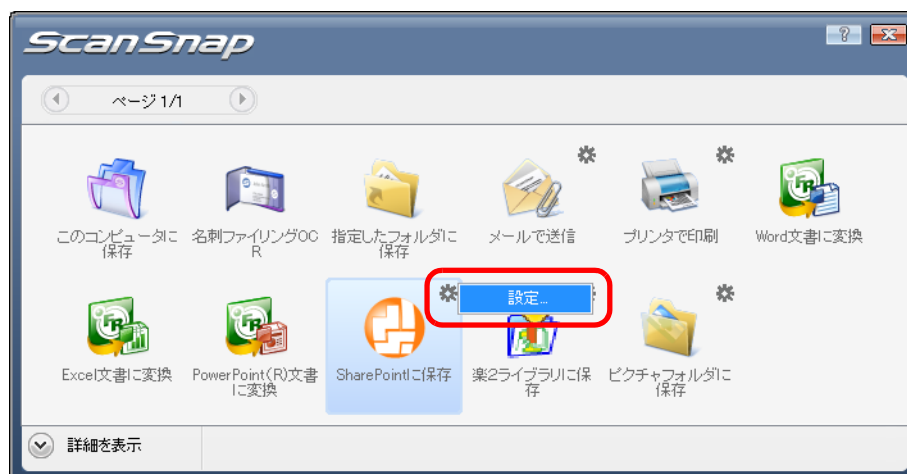 ScanSnap
ページ 1/1
このコンピュータに
保存
名刺ファイリングOC
R
指定したフォルダに
保存
メールで送信
プリンタで印刷
Word文書に変換
設定...
Excel文書に変換
PowerPoint(R)文書
に変換
SharePointに保存
楽2ライブラリに保
存
ピクチャフォルダに
保存
詳細を表示